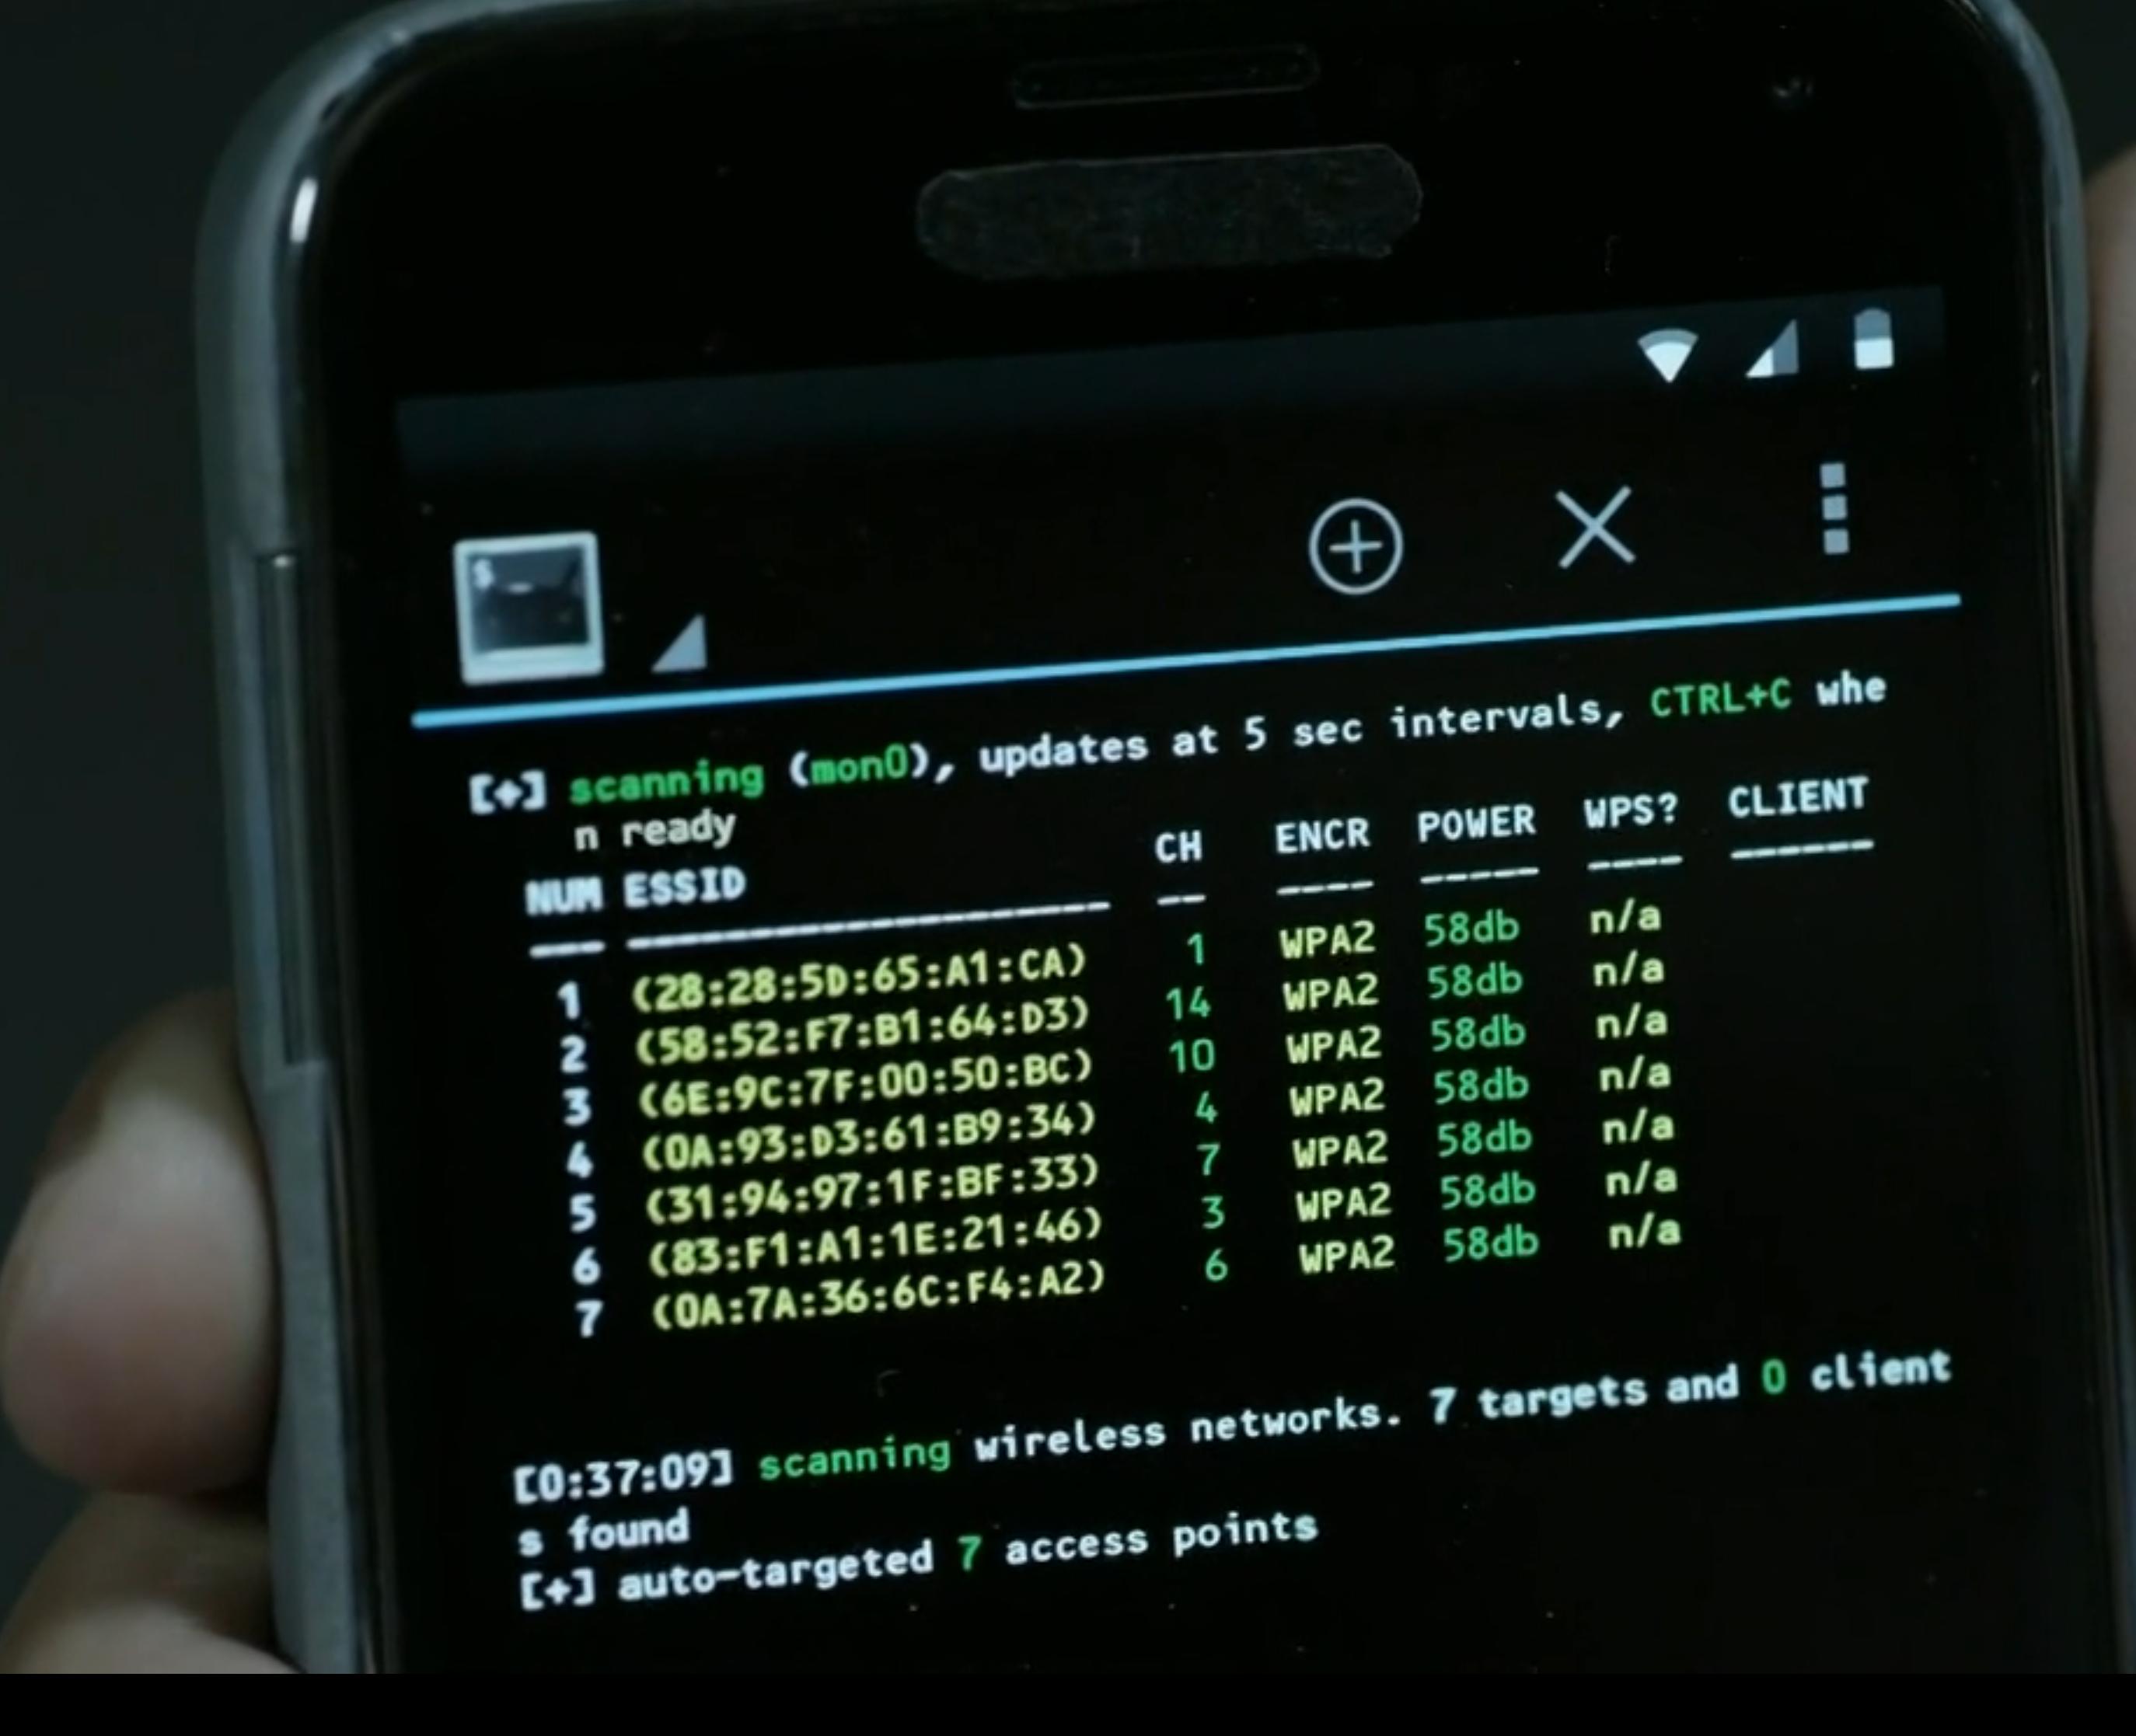 $
[+] scanning (mon0), updates at 5 sec intervals, CTRL+C whe
n ready
NUM ESSID CH ENCR POWER WPS? CLIENT
--- -------------------- -- ---- ----- ---- ------
1 (28:28:5D:65:A1:CA) 1 WPA2 58db n/a
2 (58:52:F7:B1:64:D3) 14 WPA2 58db n/a
3 (6E:9C:7F:00:50:BC) 10 WPA2 58db n/a
4 (0A:93:D3:61:B9:34) 4 WPA2 58db n/a
5 (31:94:97:1F:BF:33) 7 WPA2 58db n/a
6 (83:F1:A1:1E:21:46) 3 WPA2 58db n/a
7 (0A:7A:36:6C:F4:A2) 6 WPA2 58db n/a
[0:37:09] scanning wireless networks. 7 targets and 0 client
s found
[+] auto-targeted 7 access points